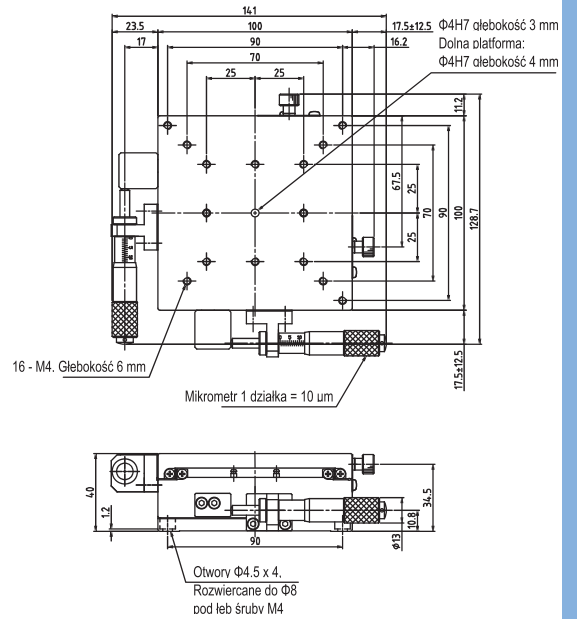 141
23.5
100
17.5±12.5
Φ4H7 głebokość 3 mm
17
90
16.2
Dolna platforma:
70
Φ4H7 głebokość 4 mm
25
25
11.2
67.5
25
70
90
100
128.7
25
16 - M4. Głebokość 6 mm
17.5±12.5
Mikrometr 1 działka = 10 um
40
1.2
34.5
10.8
ø13
90
Otwory Φ4.5 x 4,
Rozwiercane do Φ8
pod łeb śruby M4